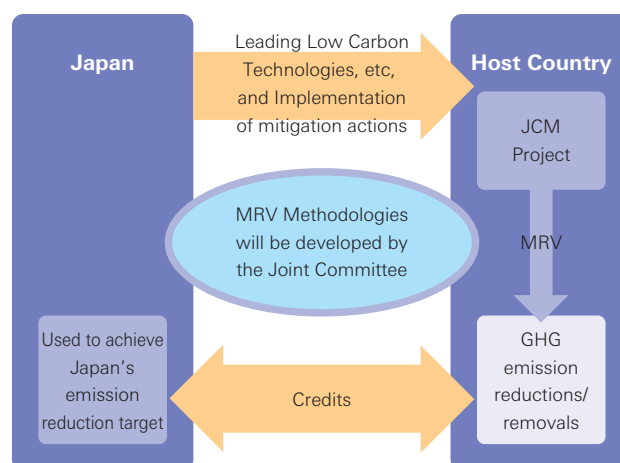 Japan
Leading Low Carbon
Technologies, etc,
and Implementation
of mitigation actions
Host Country
JCM
Project
MRV Methodologies
will be developed by
the Joint Committee
MRV
Used to achieve
Japan's
emission
reduction target
Credits
GHG
emission
reductions/
removals